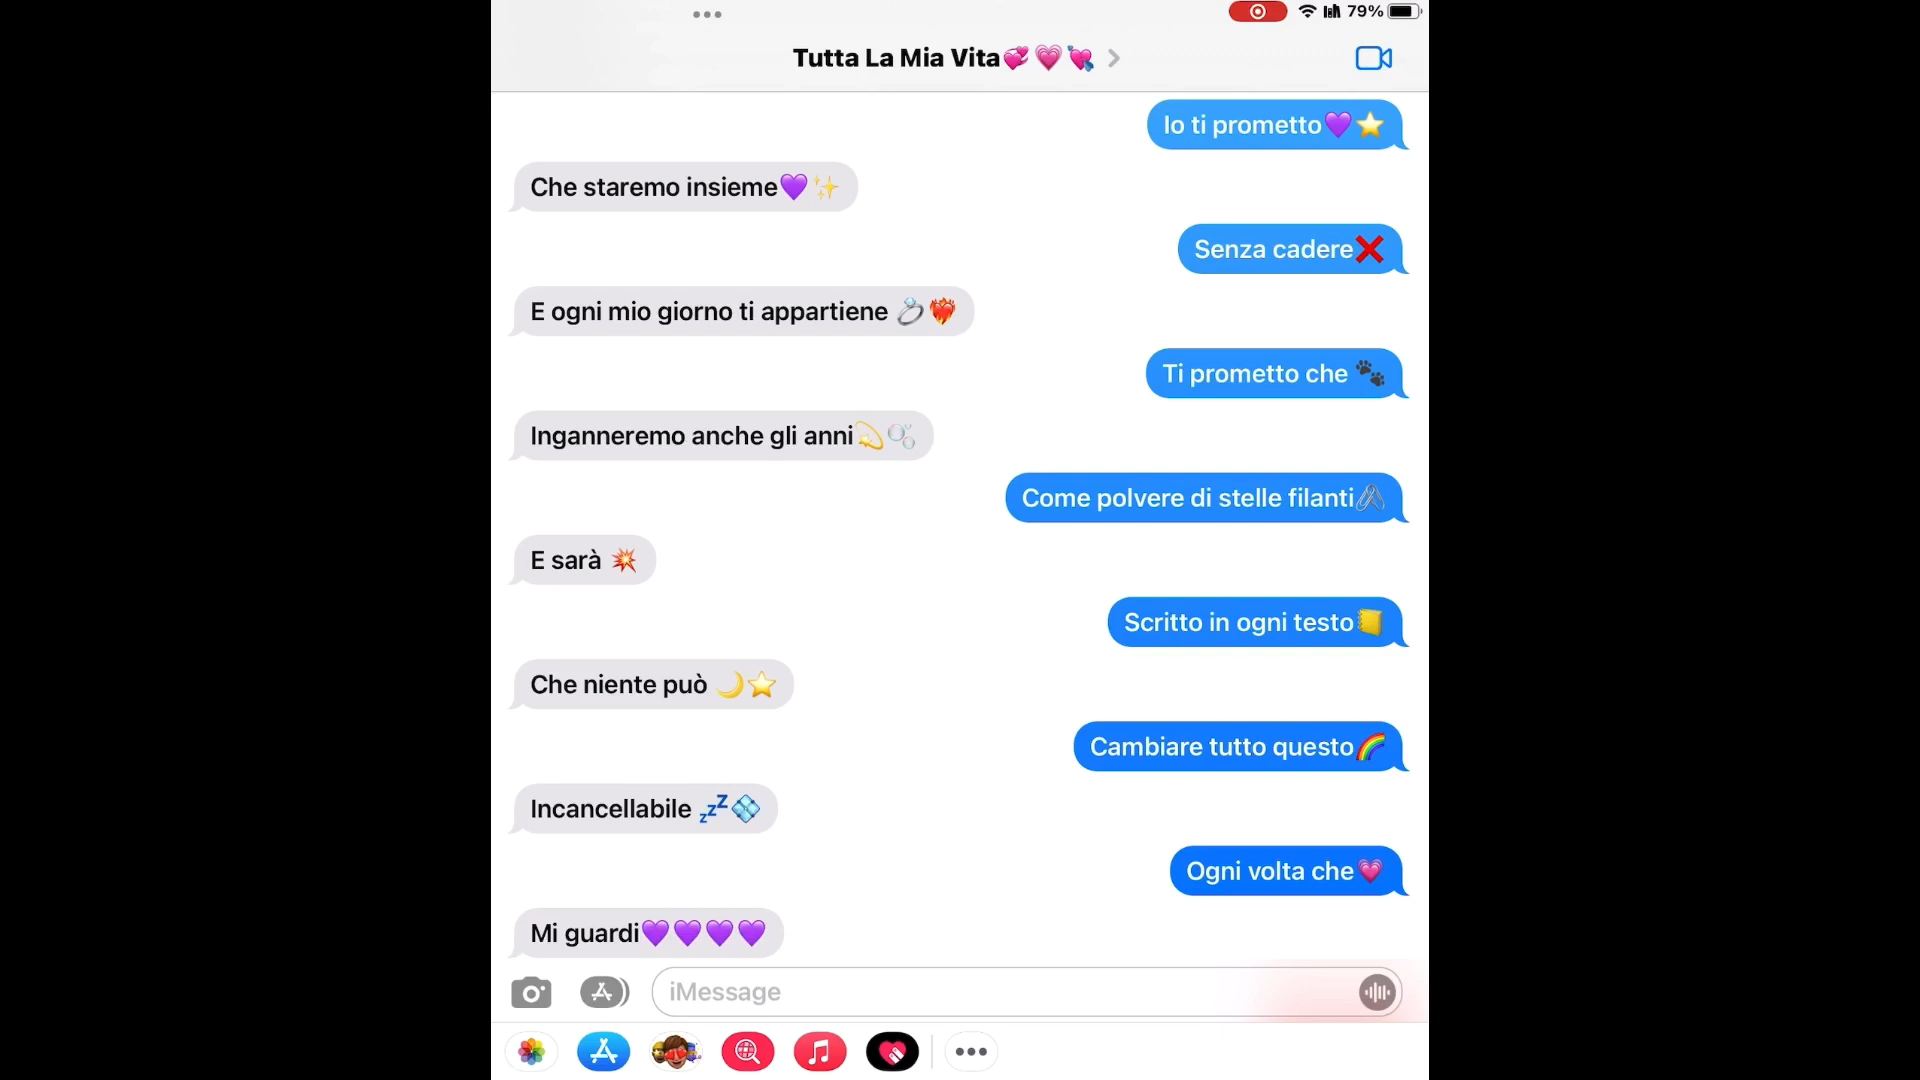 79%
Tutta La Mia Vita💞💗💘
Io ti prometto💜⭐
Che staremo insieme💜✨
Senza cadere❌
E ogni mio giorno ti appartiene 💍❤️‍🔥
Ti prometto che 🐾
Inganneremo anche gli anni💫🫧
Come polvere di stelle filanti🖇
E sarà 💥
Scritto in ogni testo📒
Che niente può 🌙⭐
Cambiare tutto questo🌈
Incancellabile 💤💠
Ogni volta che💗
Mi guardi💜💜💜💜
iMessage